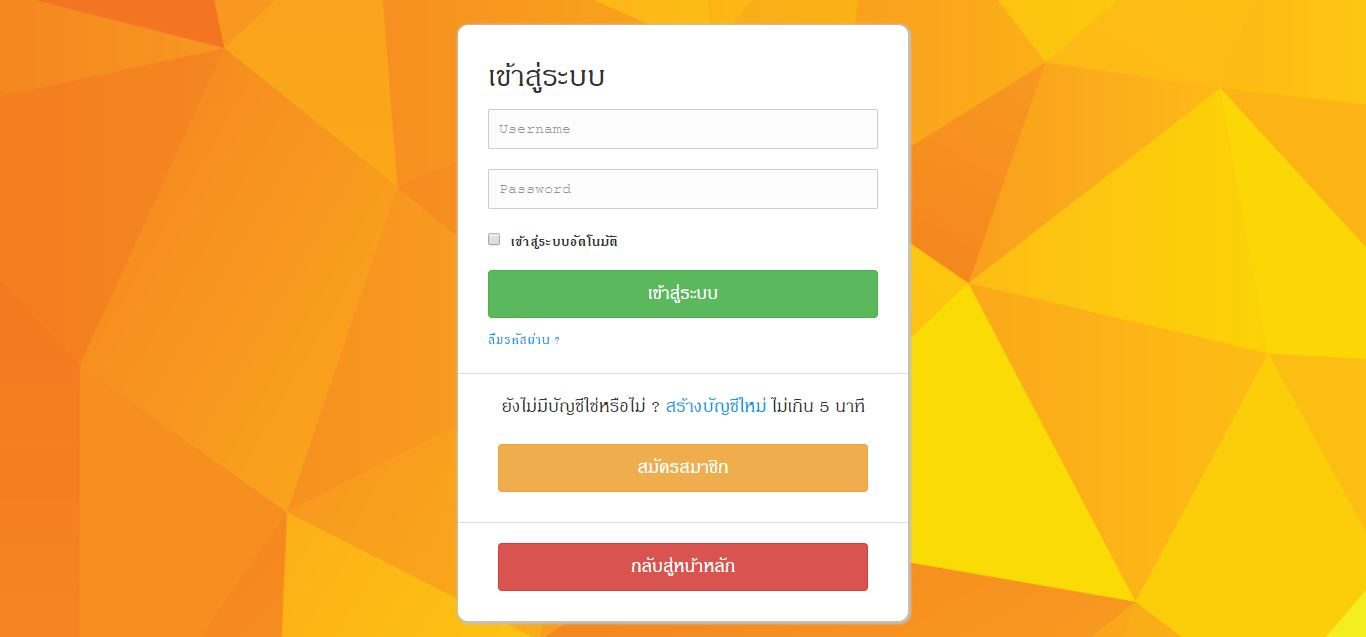 เข้าสู่ระบบ
Username
Password
เข้าสู่ระบบอัตโนมัติ
เข้าสู่ระบบ
ลืมรหัสผ่าน ?
ยังไม่มีบัญชีใช่หรือไม่ ? สร้างบัญชีใหม่ ไม่เกิน 5 นาที
สมัครสมาชิก
กลับสู่หน้าหลัก